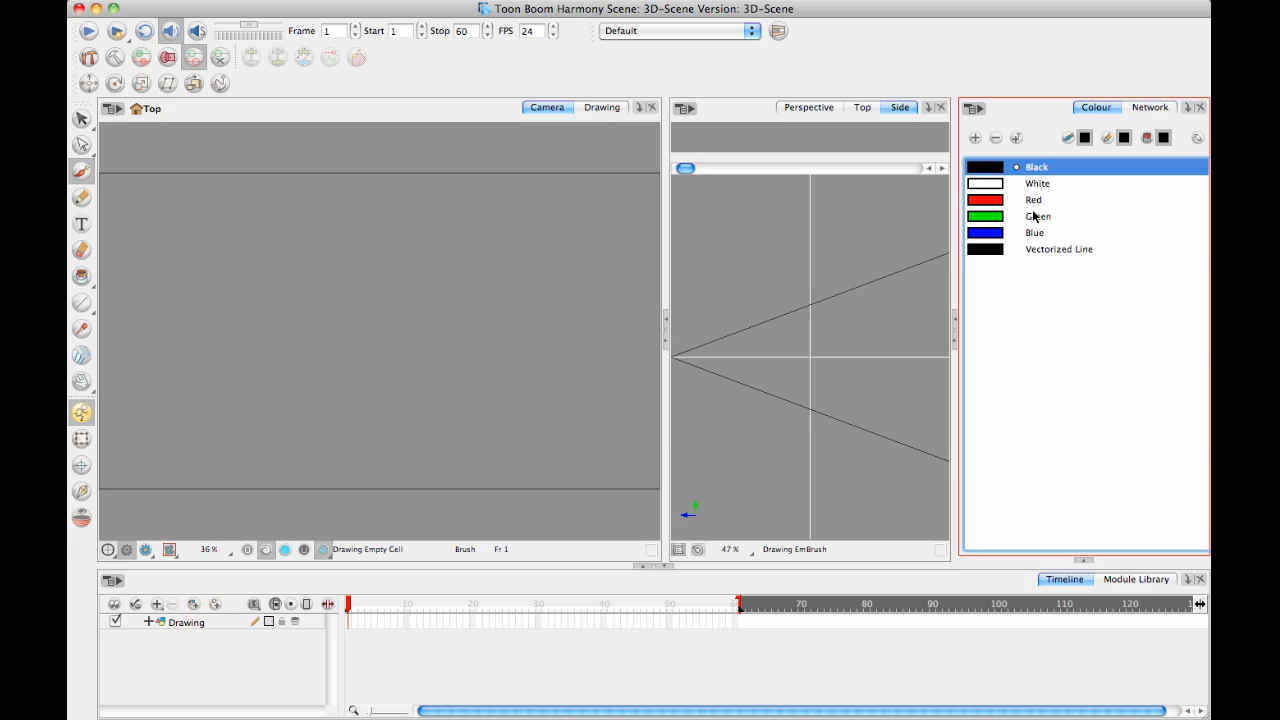 Toon Boom Harmony Scene: 3D-Scene Version: 3D-Scene
Frame 1 Start 1 Stop 60 FPS 24 Default
Top Camera Drawing Perspective Top Side Colour Network
Black
White
Red
Green
Blue
Vectorized Line
36 % Drawing Empty Cell Brush Fr 1 47 % Drawing EmBrush
Timeline Module Library
10 20 30 40 50 60 70 80 90 100 110 120
Drawing